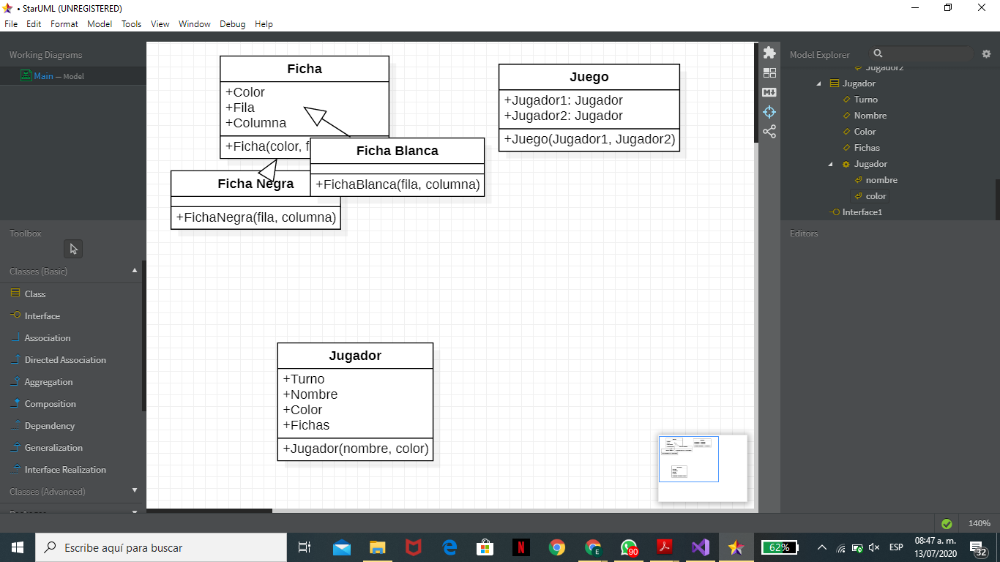 • StarUML (UNREGISTERED)
File Edit Format Model Tools View Window Debug Help
Working Diagrams
Main — Model
Toolbox
Classes (Basic)
Class
Interface
Association
Directed Association
Aggregation
Composition
Dependency
Generalization
Interface Realization
Classes (Advanced)
Ficha
+Color
+Fila
+Columna
+Ficha(color, f
Ficha Blanca
+FichaBlanca(fila, columna)
Ficha Negra
+FichaNegra(fila, columna)
Juego
+Jugador1: Jugador
+Jugador2: Jugador
+Juego(Jugador1, Jugador2)
Jugador
+Turno
+Nombre
+Color
+Fichas
+Jugador(nombre, color)
Model Explorer
Jugador2
Jugador
Turno
Nombre
Color
Fichas
Jugador
nombre
color
Interface1
Editors
140%
Escribe aquí para buscar
90
62%
ESP
08:47 a. m.
13/07/2020
32